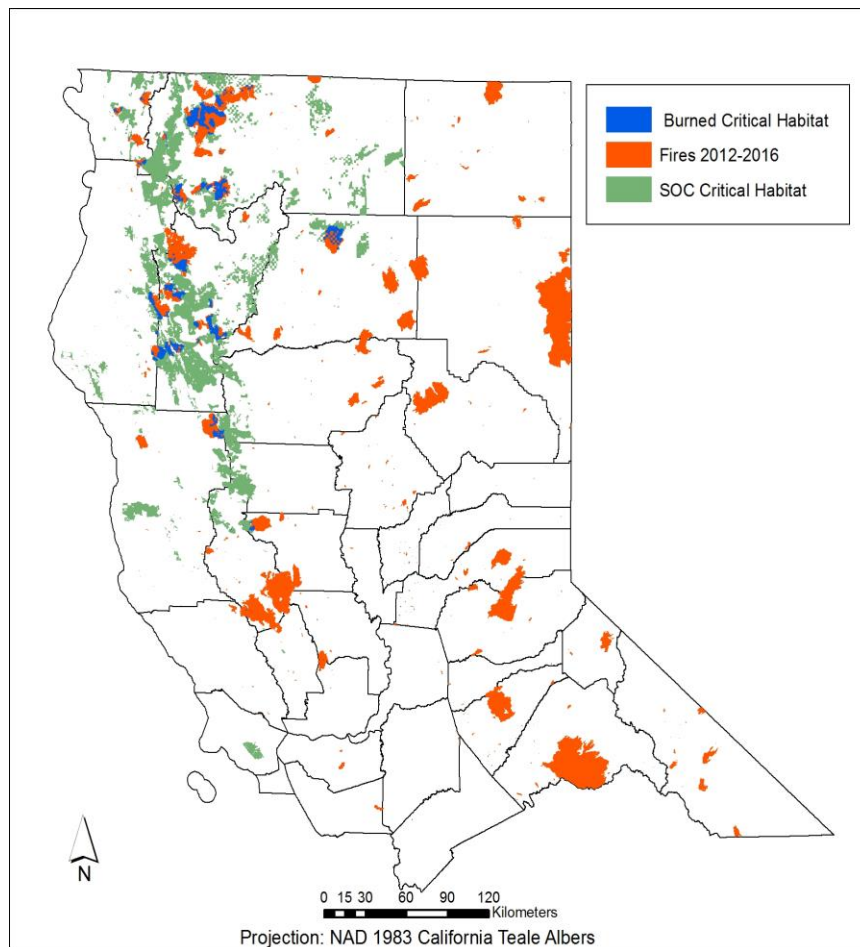 Burned Critical Habitat
Fires 2012-2016
SOC Critical Habitat
N
0 15 30 60 90 120
Kilometers
Projection: NAD 1983 California Teale Albers